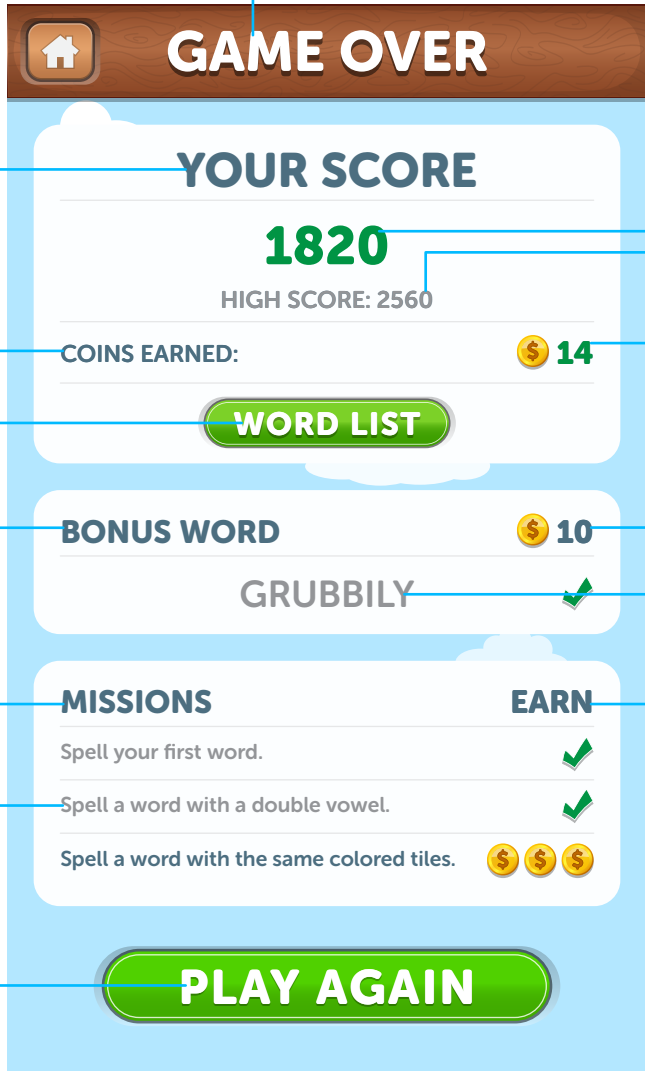 GAME OVER
YOUR SCORE
1820
HIGH SCORE: 2560
COINS EARNED: $ 14
WORD LIST
BONUS WORD $ 10
GRUBBILY
MISSIONS EARN
Spell your first word.
Spell a word with a double vowel.
Spell a word with the same colored tiles. $ $ $
PLAY AGAIN